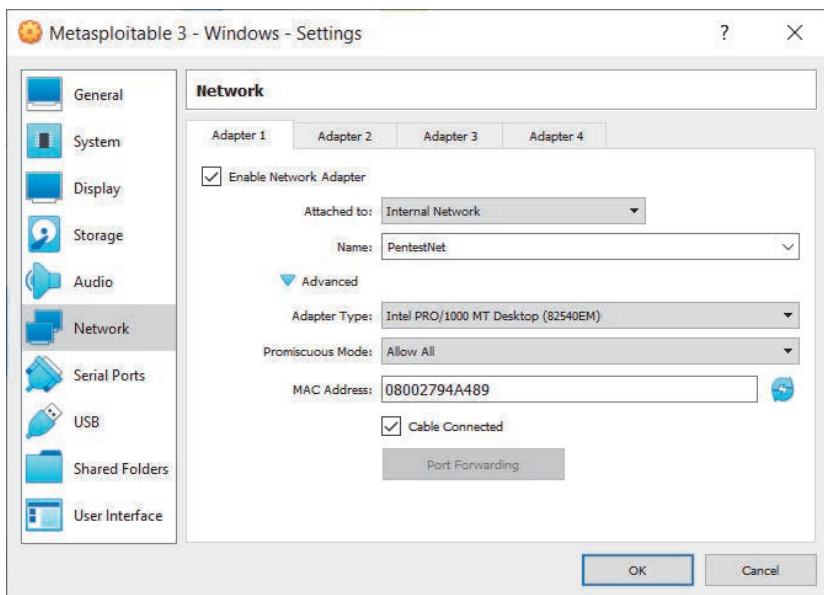 Metasploitable 3 - Windows - Settings
?
General
System
Display
Storage
Audio
Network
Serial Ports
USB
Shared Folders
User Interface
Network
Adapter 1
Adapter 2
Adapter 3
Adapter 4
Enable Network Adapter
Attached to: Internal Network
Name: PentestNet
Advanced
Adapter Type: Intel PRO/1000 MT Desktop (82540EM)
Promiscuous Mode: Allow All
MAC Address: 08002794A489
Cable Connected
Port Forwarding
OK
Cancel